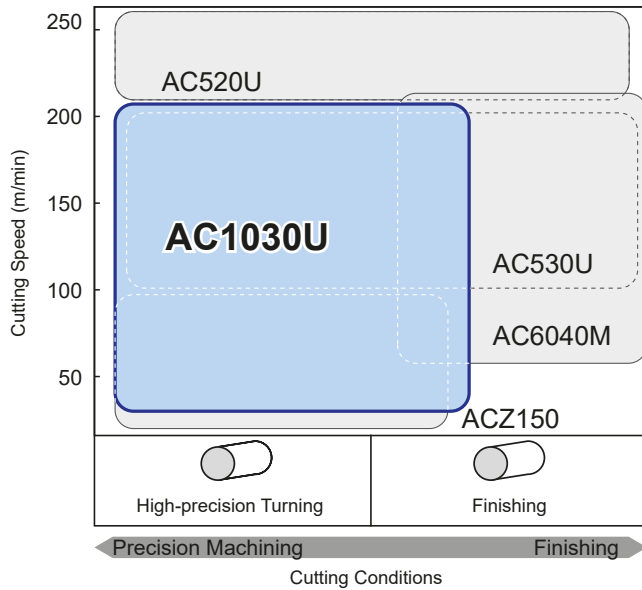 250
AC520U
200
150
AC1030U
AC530U
100
AC6040M
50
ACZ150
Cutting Speed (m/min)
High-precision Turning
Finishing
Precision Machining
Finishing
Cutting Conditions